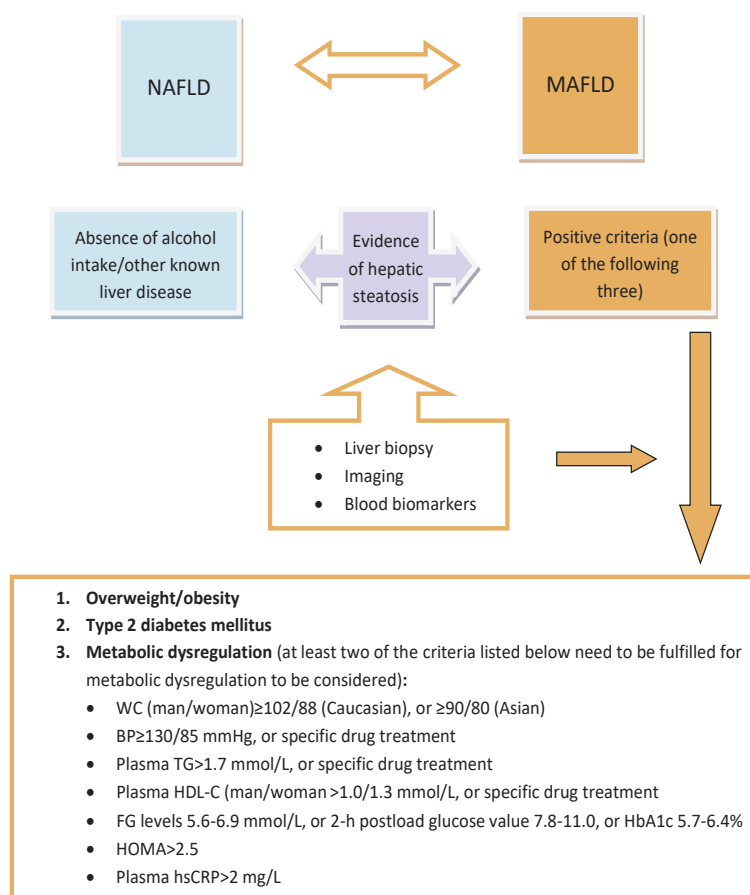 NAFLD
MAFLD
Absence of alcohol
intake/other known
liver disease
Evidence
of hepatic
steatosis
Positive criteria (one
of the following
three)
• Liver biopsy
• Imaging
• Blood biomarkers
1. Overweight/obesity
2. Type 2 diabetes mellitus
3. Metabolic dysregulation (at least two of the criteria listed below need to be fulfilled for
metabolic dysregulation to be considered):
• WC (man/woman)≥102/88 (Caucasian), or ≥90/80 (Asian)
• BP≥130/85 mmHg, or specific drug treatment
• Plasma TG>1.7 mmol/L, or specific drug treatment
• Plasma HDL-C (man/woman >1.0/1.3 mmol/L, or specific drug treatment
• FG levels 5.6-6.9 mmol/L, or 2-h postload glucose value 7.8-11.0, or HbA1c 5.7-6.4%
• HOMA>2.5
• Plasma hsCRP>2 mg/L